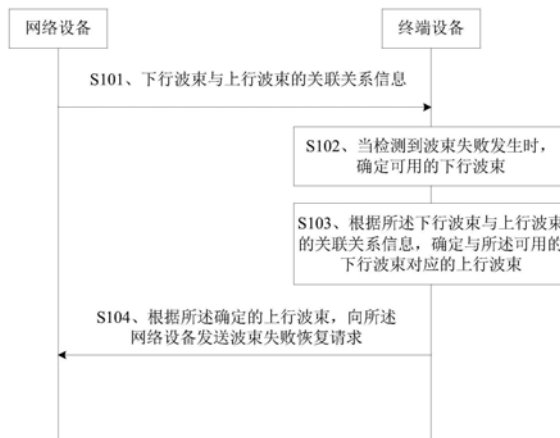 网络设备
终端设备
S101、下行波束与上行波束的关联关系信息
S102、当检测到波束失败发生时，
确定可用的下行波束
S103、根据所述下行波束与上行波束
的关联关系信息，确定与所述可用的
下行波束对应的上行波束
S104、根据所述确定的上行波束，向所述
网络设备发送波束失败恢复请求